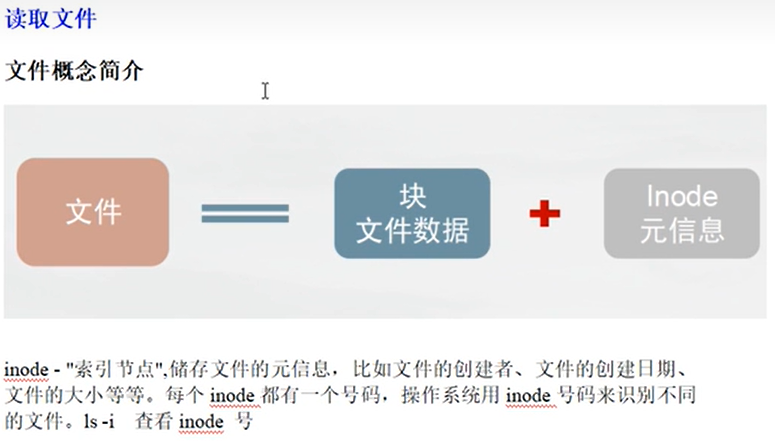 读取文件
文件概念简介
文件
块
文件数据
Inode
元信息
inode - "索引节点",储存文件的元信息，比如文件的创建者、文件的创建日期、
文件的大小等等。每个 inode 都有一个号码，操作系统用 inode 号码来识别不同
的文件。ls -i 查看 inode 号